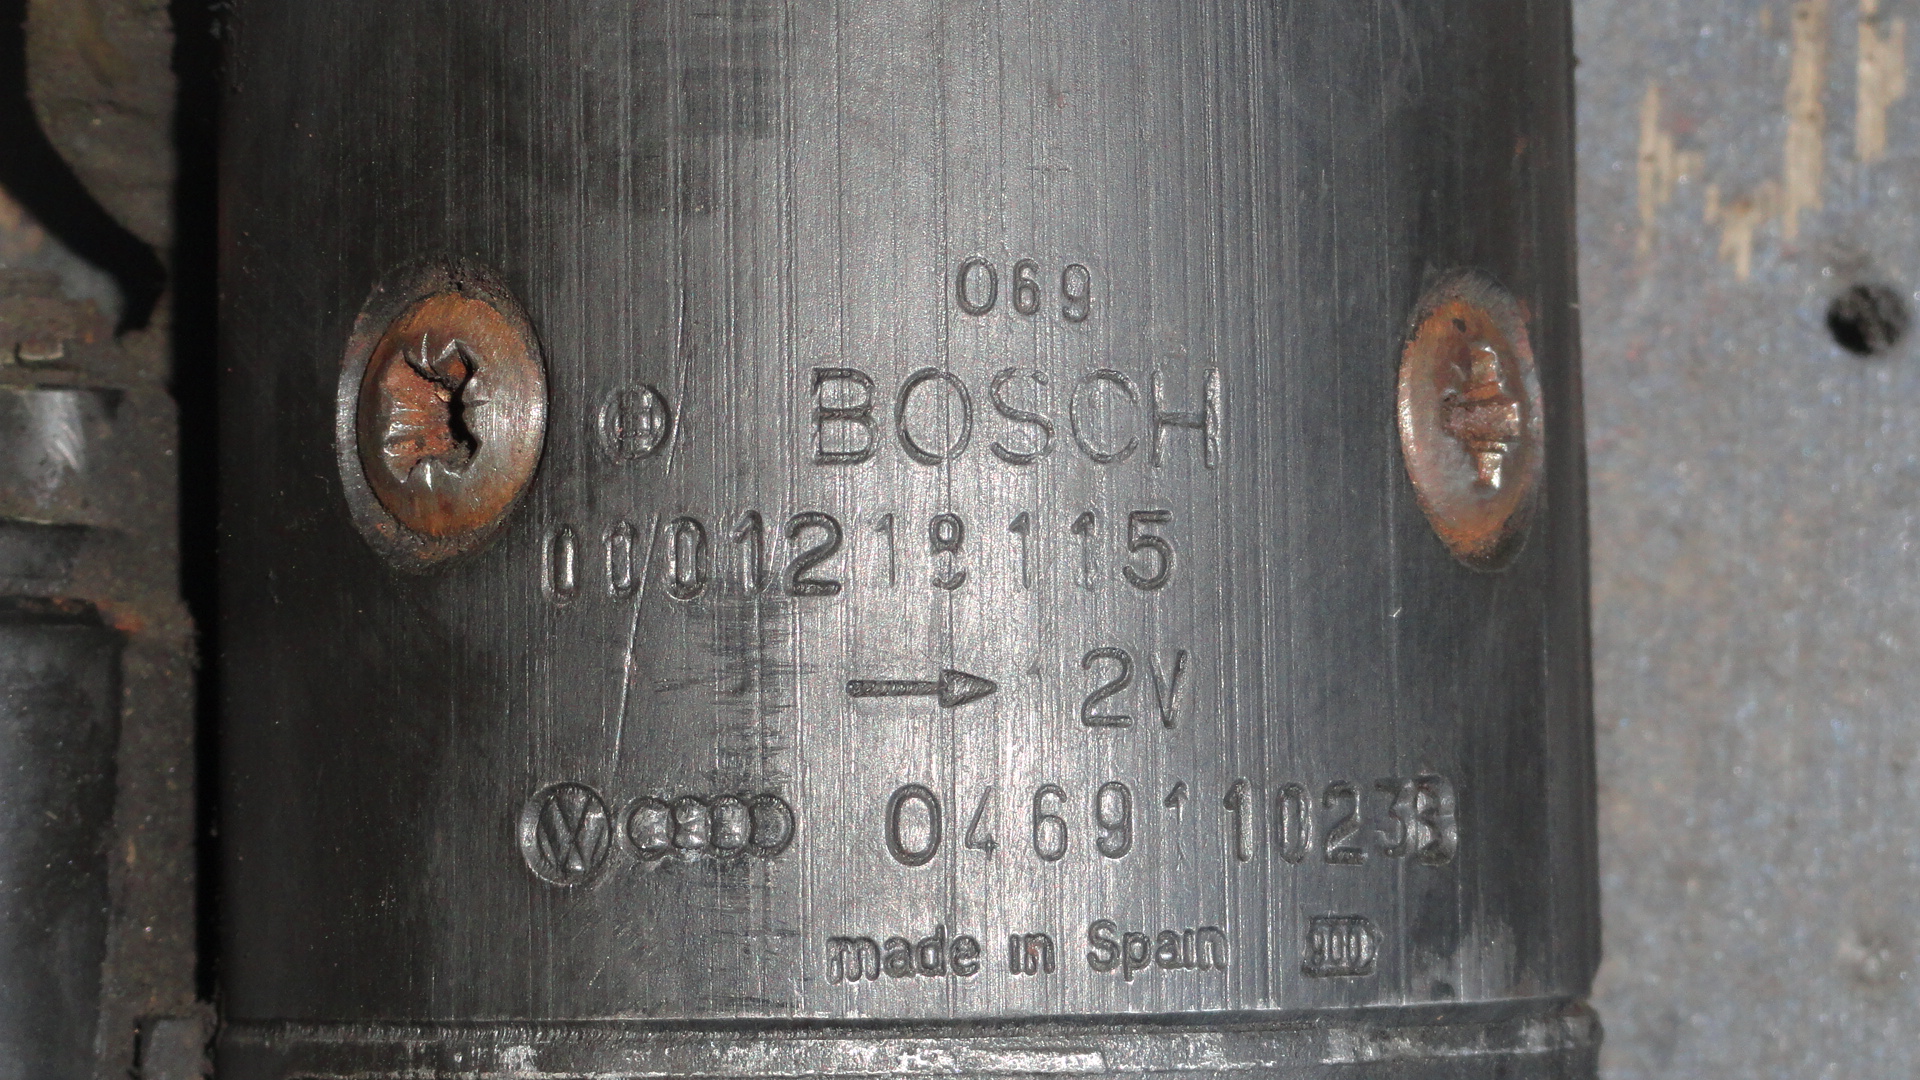 069
BOSCH
0001218115
12V
046911023B
made in Spain